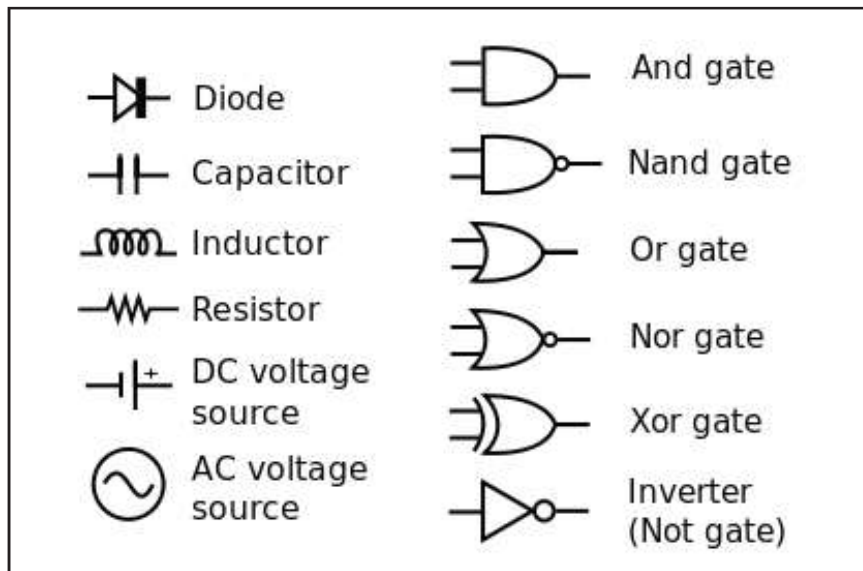 Diode
Capacitor
Inductor
Resistor
+
DC voltage
source
AC voltage
source
And gate
Nand gate
Or gate
Nor gate
Xor gate
Inverter
(Not gate)